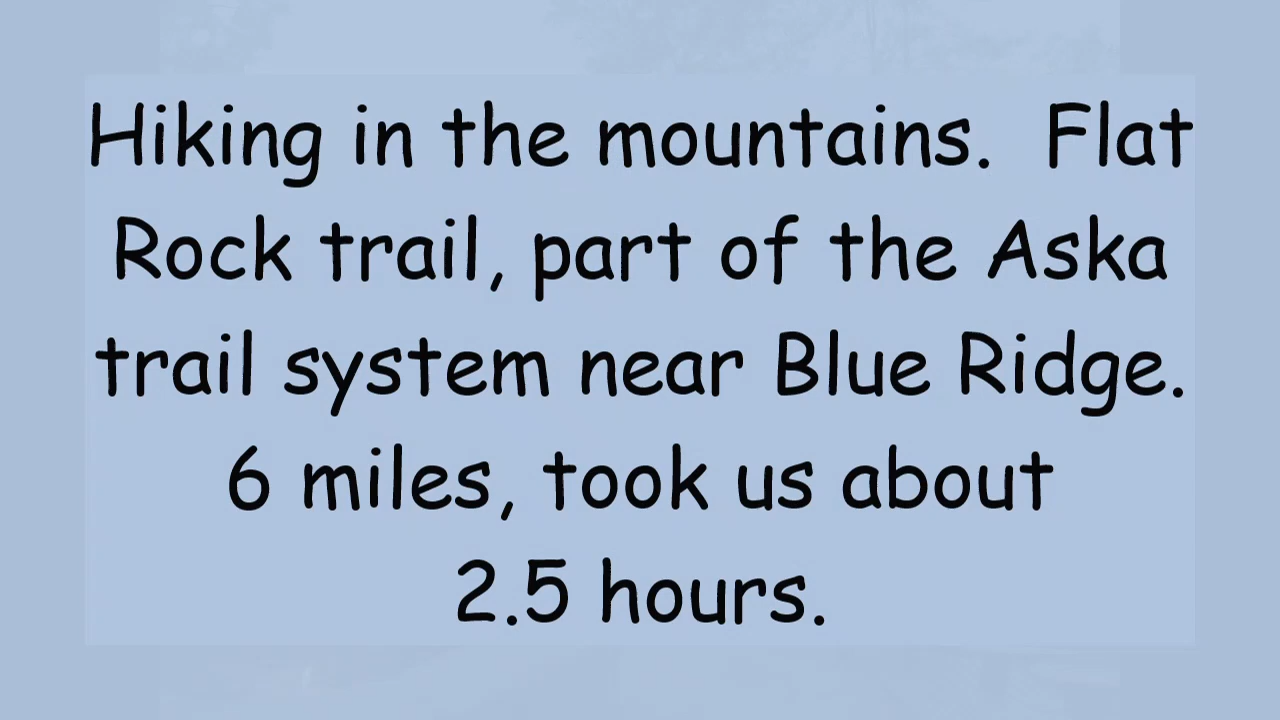 Hiking in the mountains.  Flat
Rock trail, part of the Aska
trail system near Blue Ridge.
6 miles, took us about
2.5 hours.